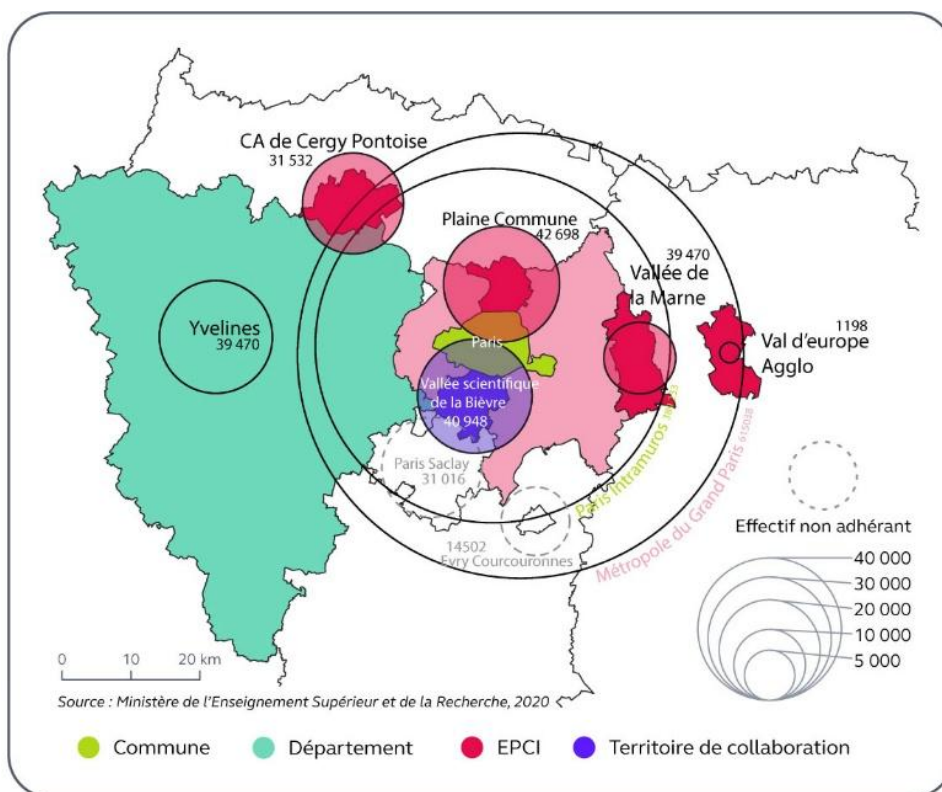 CA de Cergy Pontoise
31 532
Plaine Commune
42 698
39 470
Vallée de
la Marne
1198
Val d'europe
Agglo
Yvelines
39 470
Paris
Vallée scientifique
de la Bièvre
40 948
Paris Saclay
31 016
14502
Evry Courcouronnes
Paris Intramuros
Métropole du Grand Paris 615038
Effectif non adhérant
40 000
30 000
20 000
10 000
5 000
0 10 20 km
Source : Ministère de l'Enseignement Supérieur et de la Recherche, 2020
Commune
Département
EPCI
Territoire de collaboration